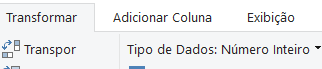 Transformar Adicionar Coluna Exibição
Transpor Tipo de Dados: Número Inteiro